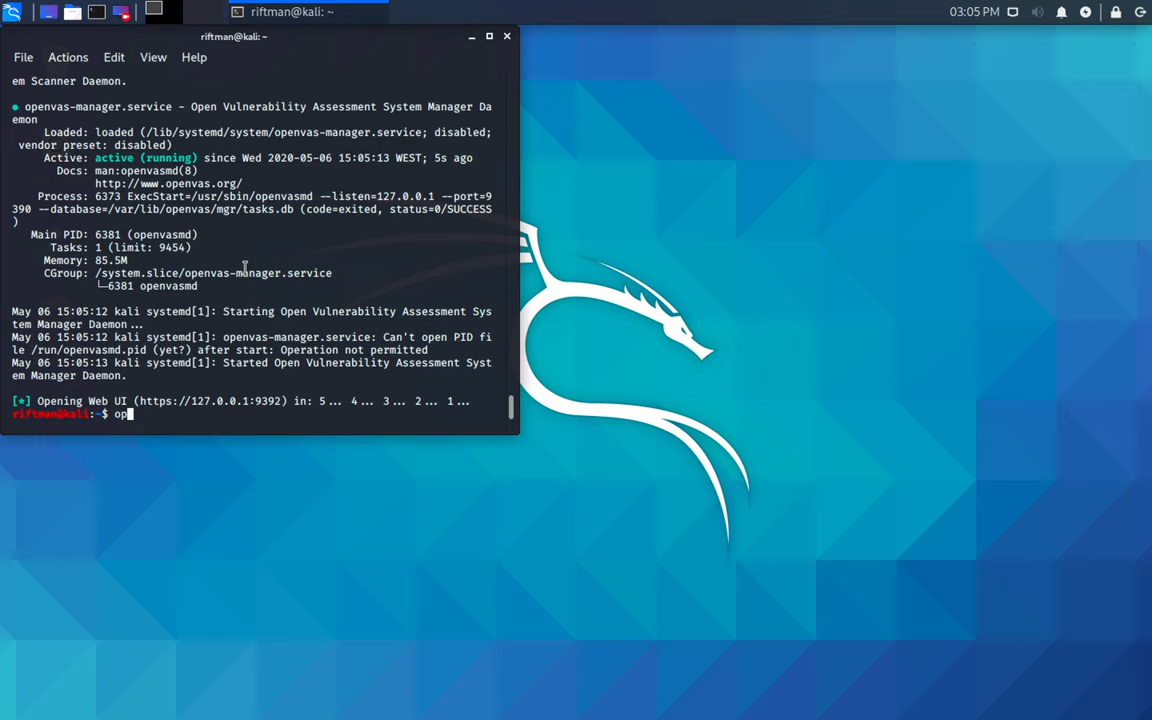 riftman@kali: ~
03:05 PM
riftman@kali: ~
File Actions Edit View Help
em Scanner Daemon.
● openvas-manager.service - Open Vulnerability Assessment System Manager Da
emon
Loaded: loaded (/lib/systemd/system/openvas-manager.service; disabled;
vendor preset: disabled)
Active: active (running) since Wed 2020-05-06 15:05:13 WEST; 5s ago
Docs: man:openvasmd(8)
http://www.openvas.org/
Process: 6373 ExecStart=/usr/sbin/openvasmd --listen=127.0.0.1 --port=9
390 --database=/var/lib/openvas/mgr/tasks.db (code=exited, status=0/SUCCESS
)
Main PID: 6381 (openvasmd)
Tasks: 1 (limit: 9454)
Memory: 85.5M
CGroup: /system.slice/openvas-manager.service
└─6381 openvasmd
May 06 15:05:12 kali systemd[1]: Starting Open Vulnerability Assessment Sys
tem Manager Daemon...
May 06 15:05:12 kali systemd[1]: openvas-manager.service: Can't open PID fi
le /run/openvasmd.pid (yet?) after start: Operation not permitted
May 06 15:05:13 kali systemd[1]: Started Open Vulnerability Assessment Syst
em Manager Daemon.
[*] Opening Web UI (https://127.0.0.1:9392) in: 5... 4... 3... 2... 1...
riftman@kali:~$ op